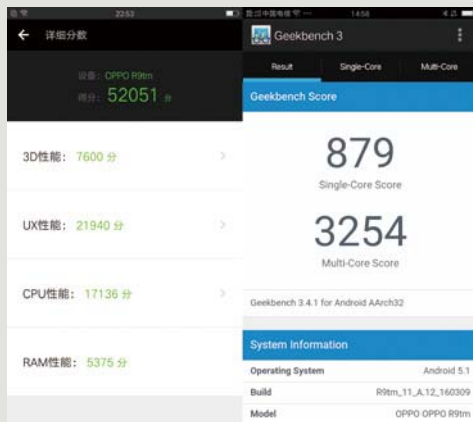 22:53
详细分数
设备：OPPO R9tm
得分：52051 分
3D性能：7600 分
UX性能：21940 分
CPU性能：17136 分
RAM性能：5375 分
14:58
Geekbench 3
Result Single-Core Multi-Core
Geekbench Score
879
Single-Core Score
3254
Multi-Core Score
Geekbench 3.4.1 for Android AArch32
System Information
Operating System Android 5.1
Build R9tm_11_A.12_160309
Model OPPO OPPO R9tm